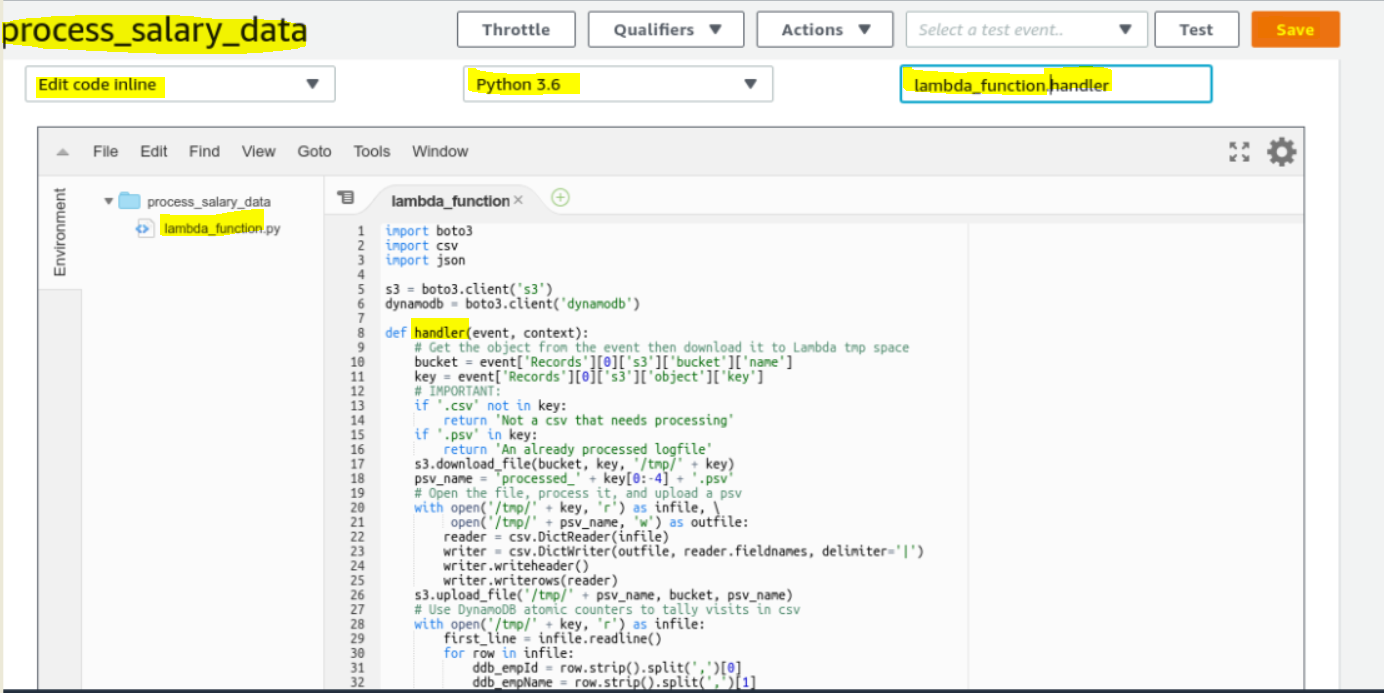 process_salary_data
Throttle Qualifiers Actions Select a test event.. Test Save
Edit code inline Python 3.6 lambda_function.handler
File Edit Find View Goto Tools Window
Environment
process_salary_data
lambda_function.py
lambda_function
1 import boto3
2 import csv
3 import json
4
5 s3 = boto3.client('s3')
6 dynamodb = boto3.client('dynamodb')
7
8 def handler(event, context):
9     # Get the object from the event then download it to Lambda tmp space
10     bucket = event['Records'][0]['s3']['bucket']['name']
11     key = event['Records'][0]['s3']['object']['key']
12     # IMPORTANT:
13     if '.csv' not in key:
14         return 'Not a csv that needs processing'
15     if '.psv' in key:
16         return 'An already processed logfile'
17     s3.download_file(bucket, key, '/tmp/' + key)
18     psv_name = 'processed_' + key[0:-4] + '.psv'
19     # Open the file, process it, and upload a psv
20     with open('/tmp/' + key, 'r') as infile, \
21          open('/tmp/' + psv_name, 'w') as outfile:
22         reader = csv.DictReader(infile)
23         writer = csv.DictWriter(outfile, reader.fieldnames, delimiter='|')
24         writer.writeheader()
25         writer.writerows(reader)
26     s3.upload_file('/tmp/' + psv_name, bucket, psv_name)
27     # Use DynamoDB atomic counters to tally visits in csv
28     with open('/tmp/' + key, 'r') as infile:
29         first_line = infile.readline()
30         for row in infile:
31             ddb_empId = row.strip().split(',')[0]
32             ddb_empName = row.strip().split(',')[1]